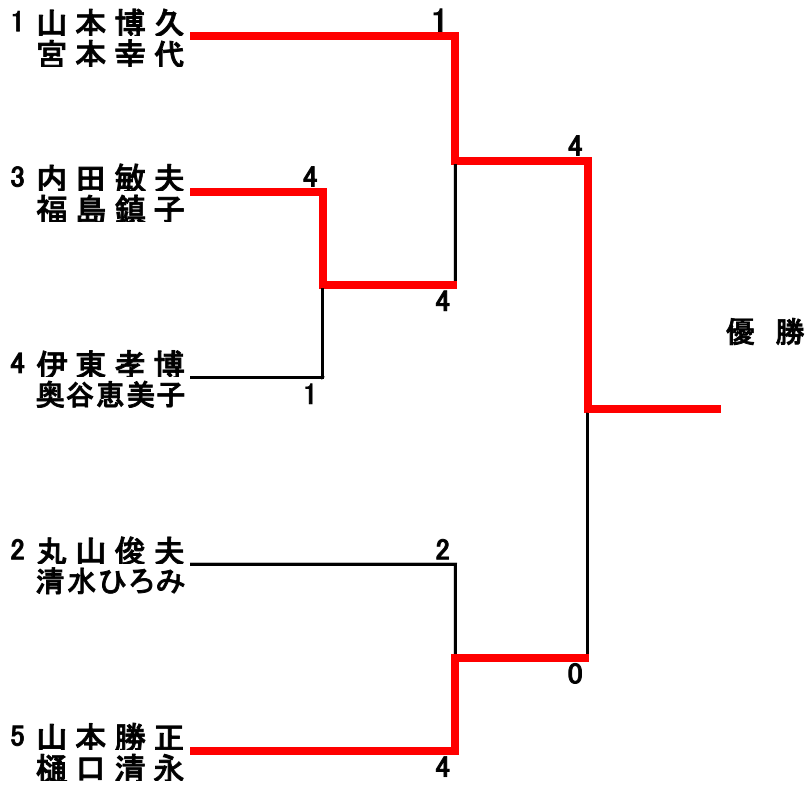 1 山本博久 1
宮本幸代
4
3 内田敏夫 4
福島鎮子
4
優勝
4 伊東孝博
奥谷恵美子 1
2 丸山俊夫 2
清水ひろみ
0
5 山本勝正
樋口清永 4